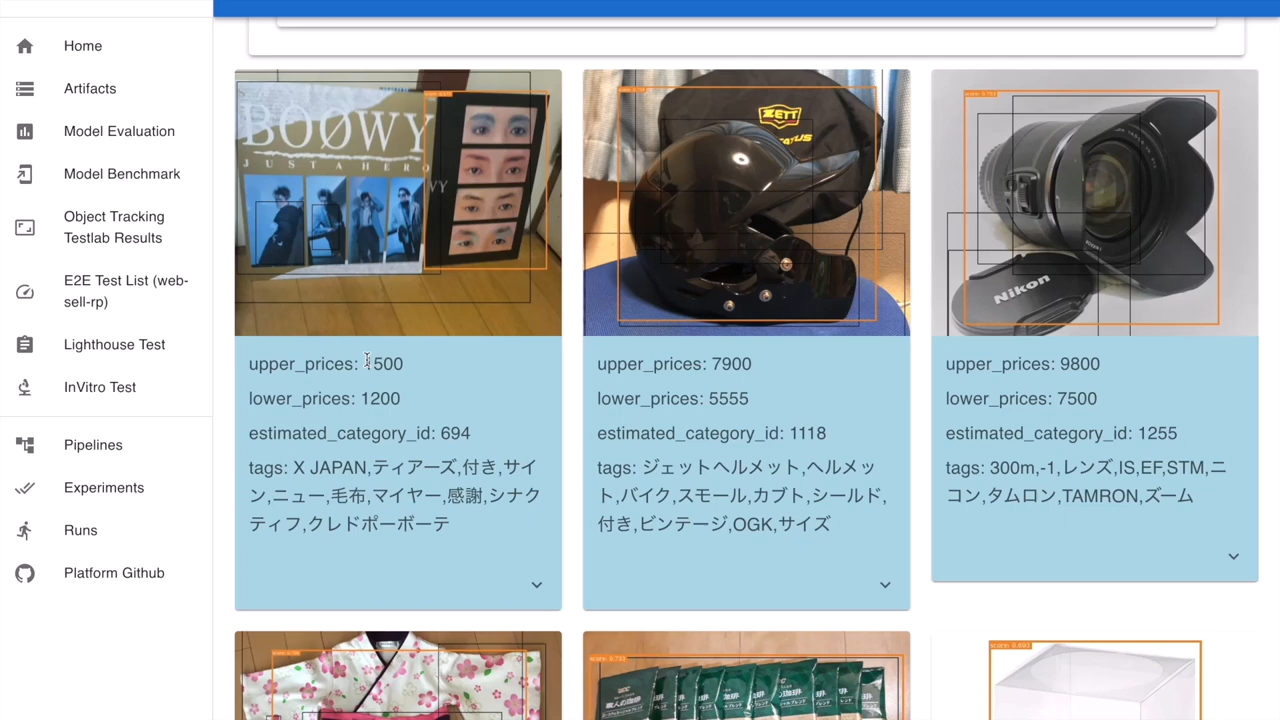 Home
Artifacts
Model Evaluation
Model Benchmark
Object Tracking
Testlab Results
E2E Test List (web-
sell-rp)
Lighthouse Test
InVitro Test
Pipelines
Experiments
Runs
Platform Github
BOØWY
JUST A HERO
upper_prices: 1500
lower_prices: 1200
estimated_category_id: 694
tags: X JAPAN,ティアーズ,付き,サイ
ン,ニュー,毛布,マイヤー,感謝,シナク
ティフ,クレドポーボーテ
ZETT
upper_prices: 7900
lower_prices: 5555
estimated_category_id: 1118
tags: ジェットヘルメット,ヘルメッ
ト,バイク,スモール,カブト,シールド,
付き,ビンテージ,OGK,サイズ
Nikon
upper_prices: 9800
lower_prices: 7500
estimated_category_id: 1255
tags: 300m,-1,レンズ,IS,EF,STM,ニ
コン,タムロン,TAMRON,ズーム